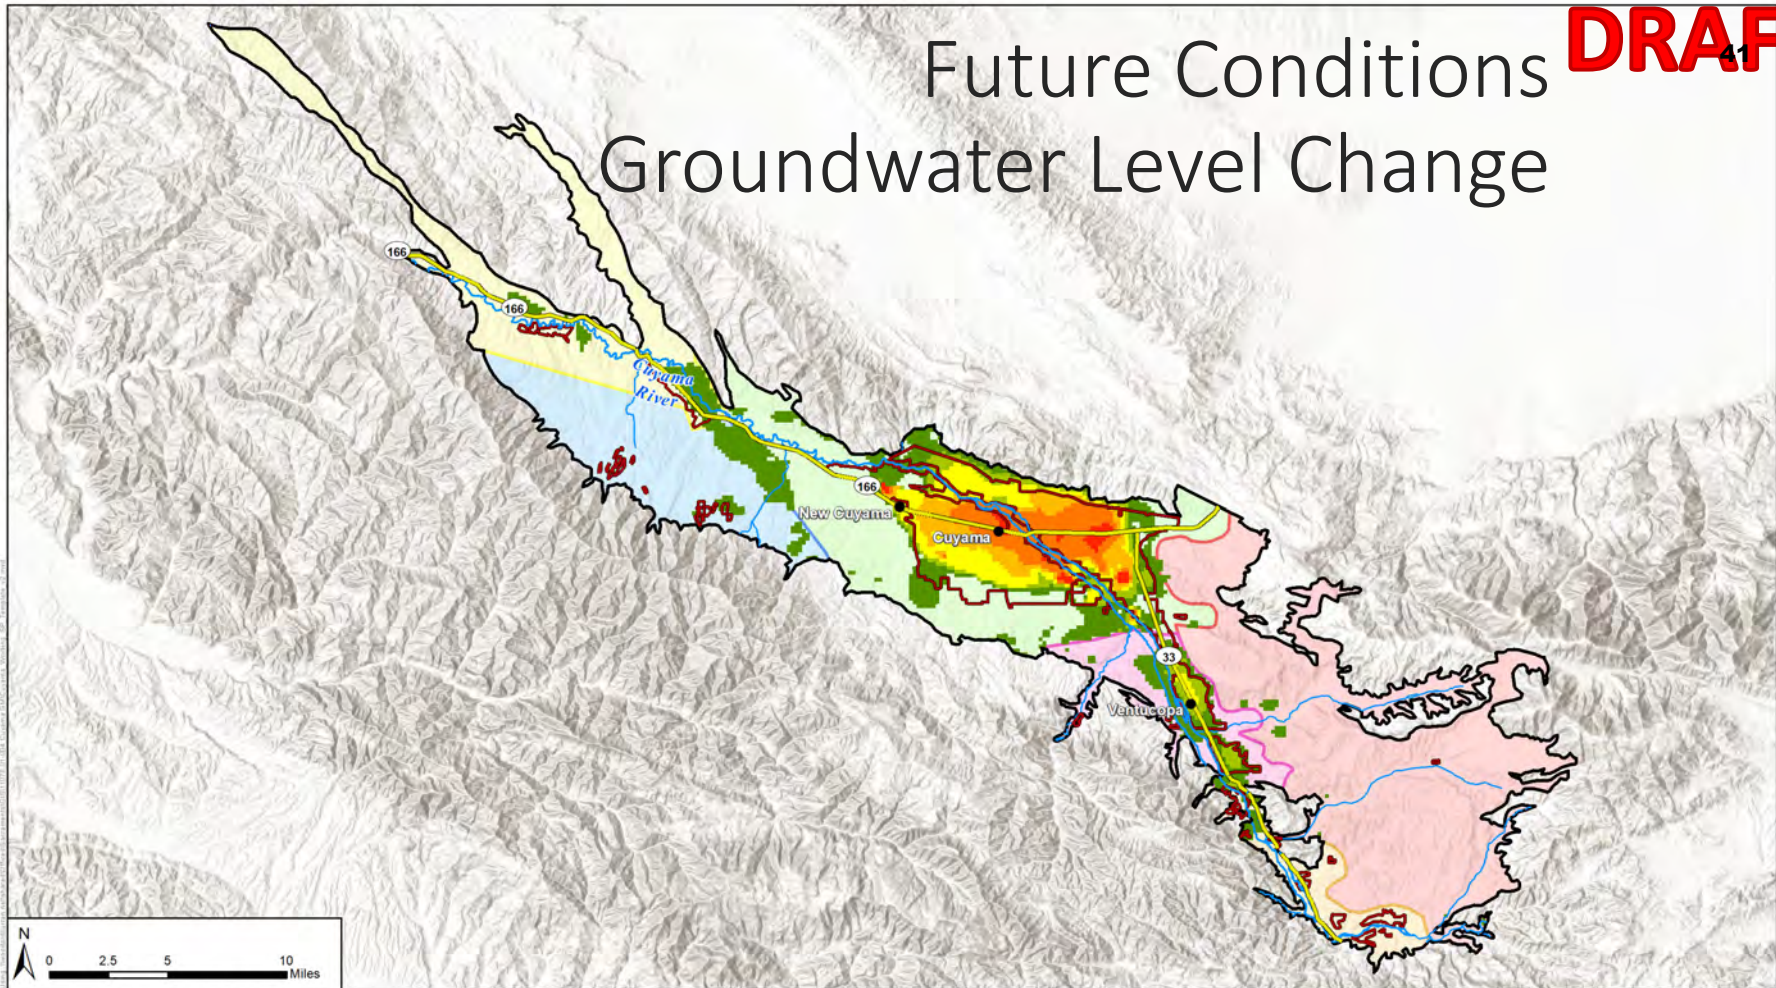 DRAF
41
Future Conditions
Groundwater Level Change
166
166
Cuyama
River
166
New Cuyama
Cuyama
33
Ventucopa
N
0 2.5 5 10
Miles